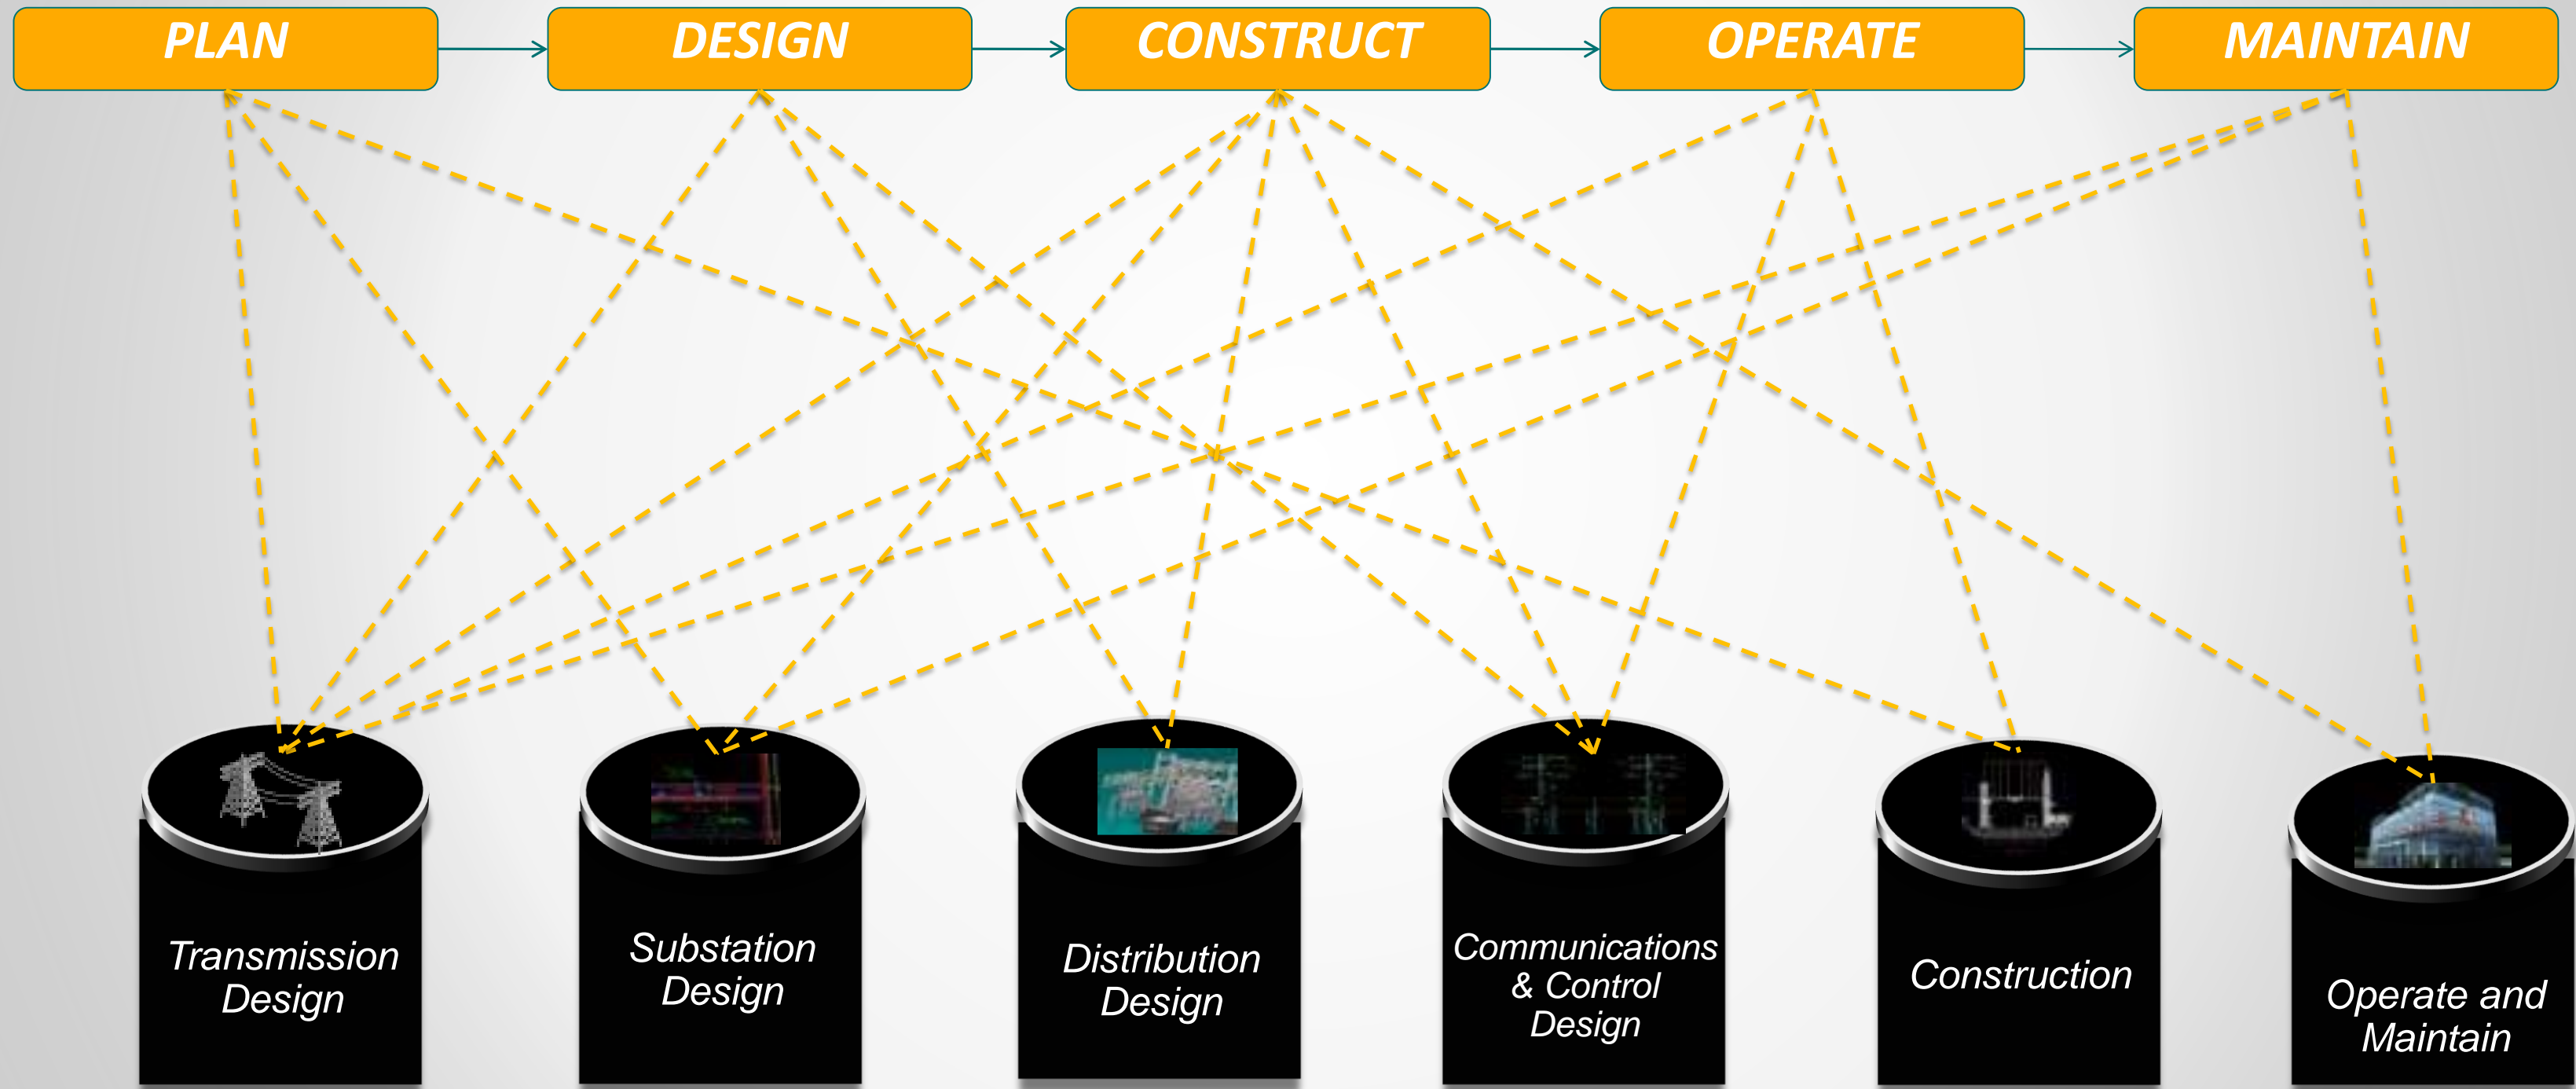 PLAN
DESIGN
CONSTRUCT
OPERATE
MAINTAIN
Transmission
Design
Substation
Design
Distribution
Design
Communications
& Control
Design
Construction
Operate and
Maintain